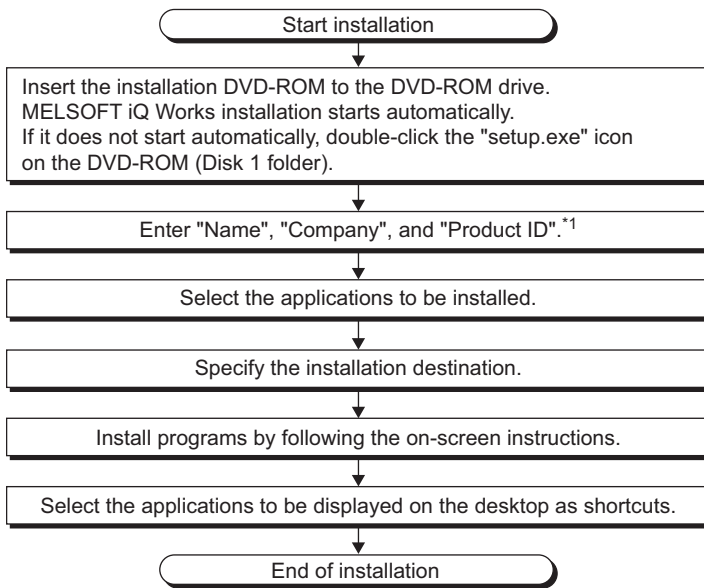 Start installation
Insert the installation DVD-ROM to the DVD-ROM drive.
MELSOFT iQ Works installation starts automatically.
If it does not start automatically, double-click the "setup.exe" icon
on the DVD-ROM (Disk 1 folder).
Enter "Name", "Company", and "Product ID".*1
Select the applications to be installed.
Specify the installation destination.
Install programs by following the on-screen instructions.
Select the applications to be displayed on the desktop as shortcuts.
End of installation